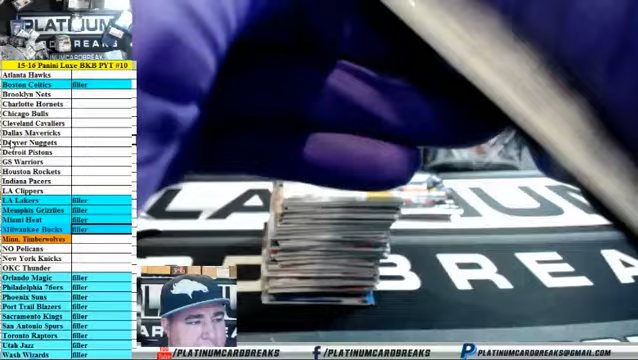 PLATINUM
CARD BREAKS
15-16 Panini Luxe BKB PYT #10
Atlanta Hawks
Boston Celtics filler
Brooklyn Nets
Charlotte Hornets
Chicago Bulls
Cleveland Cavaliers
Dallas Mavericks
Denver Nuggets
Detroit Pistons
GS Warriors
Houston Rockets
Indiana Pacers
LA Clippers
LA Lakers filler
Memphis Grizzlies filler
Miami Heat filler
Milwaukee Bucks filler
Minn. Timberwolves
NO Pelicans
New York Knicks
OKC Thunder
Orlando Magic filler
Philadelphia 76ers filler
Phoenix Suns filler
Port Trail Blazers filler
Sacramento Kings filler
San Antonio Spurs filler
Toronto Raptors filler
Utah Jazz filler
Wash Wizards filler
BREA
/PLATINUMCARDBREAKS
/PLATINUMCARDBREAKS
PLATINUMCARDBREAKS@GMAIL.COM